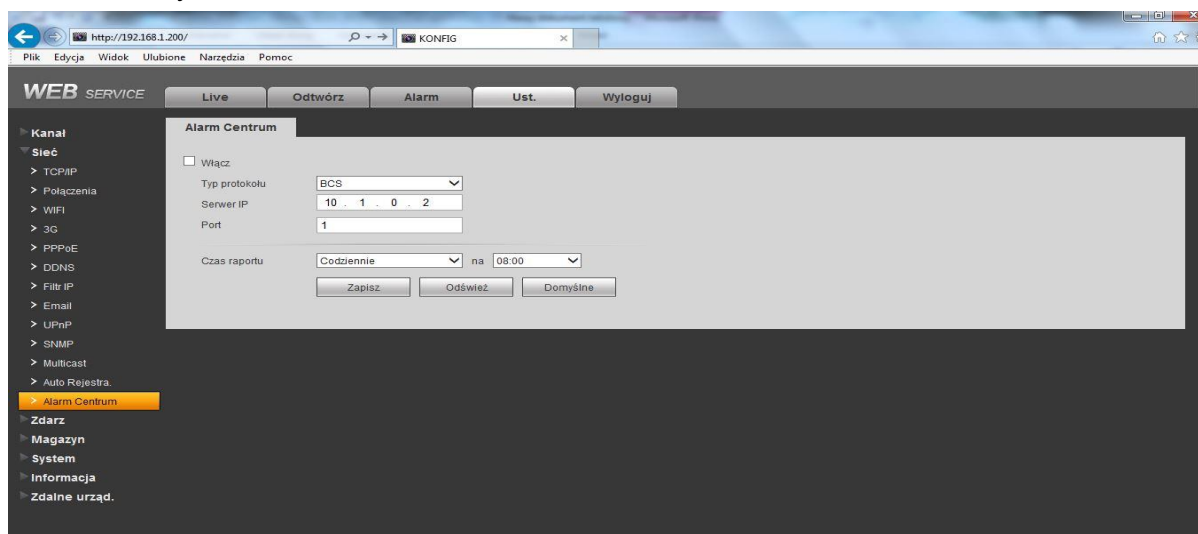 http://192.168.1.200/
KONFIG
Plik Edycja Widok Ulubione Narzędzia Pomoc
WEB SERVICE
Live Odtwórz Alarm Ust. Wyloguj
Kanał
Sieć
TCP/IP
Połączenia
WIFI
3G
PPPoE
DDNS
Filtr IP
Email
UPnP
SNMP
Multicast
Auto Rejestra.
Alarm Centrum
Zdarz
Magazyn
System
Informacja
Zdalne urząd.
Alarm Centrum
Włącz
Typ protokołu BCS
Serwer IP 10 . 1 . 0 . 2
Port 1
Czas raportu Codziennie na 08:00
Zapisz Odśwież Domyślne